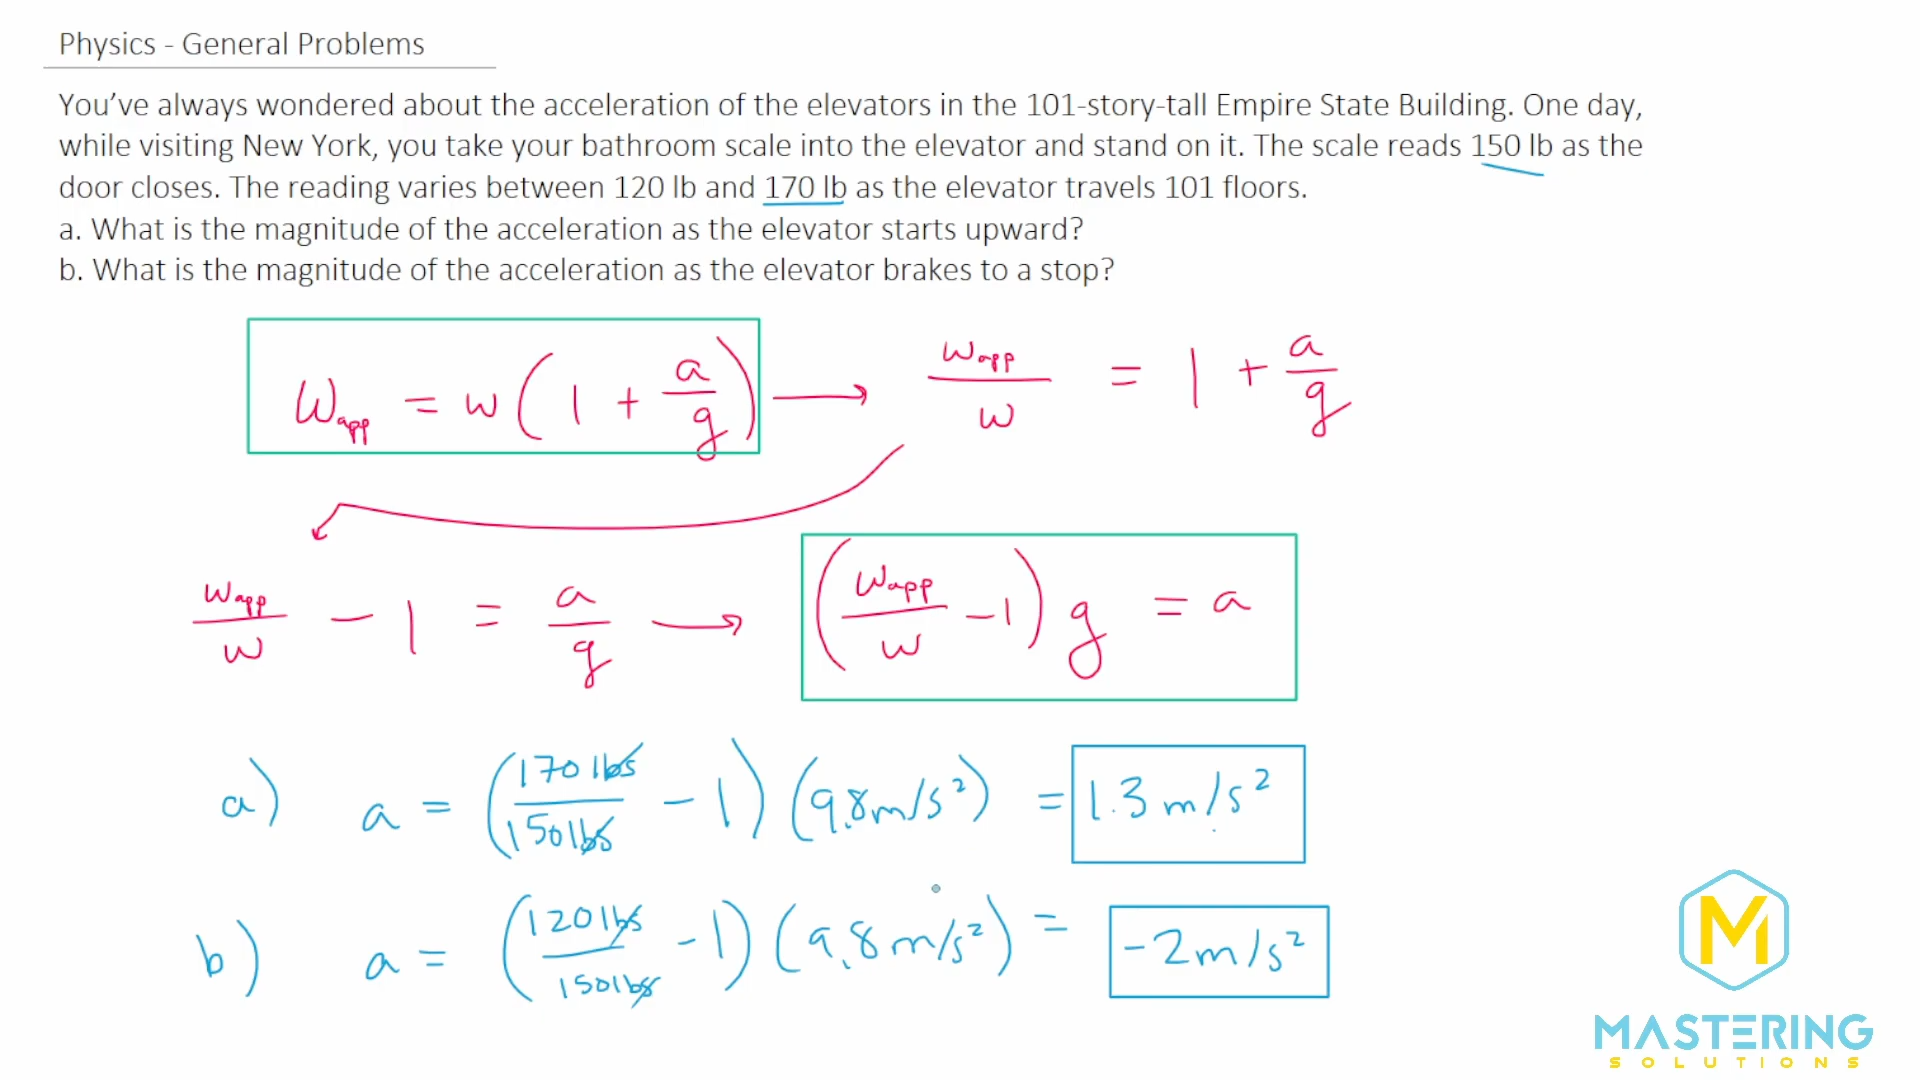 Physics - General Problems
You've always wondered about the acceleration of the elevators in the 101-story-tall Empire State Building. One day,
while visiting New York, you take your bathroom scale into the elevator and stand on it. The scale reads 150 lb as the
door closes. The reading varies between 120 lb and 170 lb as the elevator travels 101 floors.
a. What is the magnitude of the acceleration as the elevator starts upward?
b. What is the magnitude of the acceleration as the elevator brakes to a stop?
W_app = w(1 + a/g) → w_app/w = 1 + a/g
w_app/w - 1 = a/g → (w_app/w - 1) g = a
a) a = (170 lbs/150 lbs - 1)(9.8 m/s²) = 1.3 m/s²
b) a = (120 lbs/150 lbs - 1)(9.8 m/s²) = -2 m/s²
M
MASTERING
SOLUTIONS